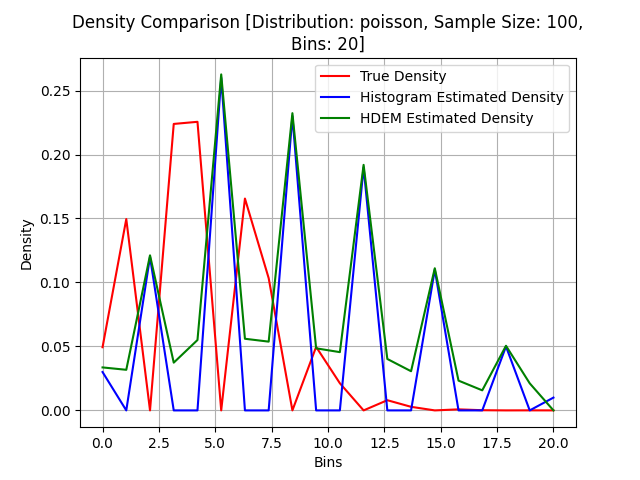 Density Comparison [Distribution: poisson, Sample Size: 100,
Bins: 20]
True Density
Histogram Estimated Density
HDEM Estimated Density
Density
0.25
0.20
0.15
0.10
0.05
0.00
0.0 2.5 5.0 7.5 10.0 12.5 15.0 17.5 20.0
Bins